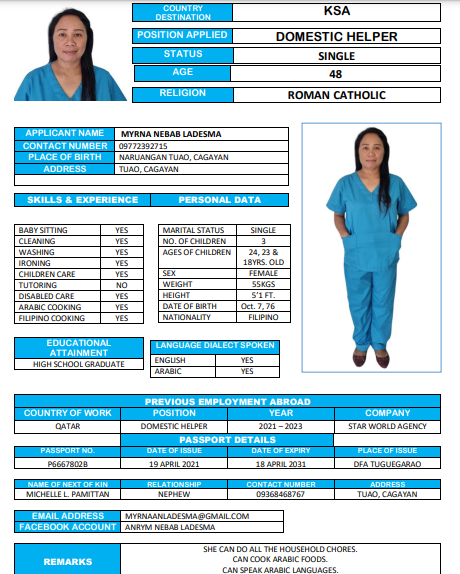 COUNTRY DESTINATION KSA
POSITION APPLIED DOMESTIC HELPER
STATUS SINGLE
AGE 48
RELIGION ROMAN CATHOLIC
APPLICANT NAME MYRNA NEBAB LADESMA
CONTACT NUMBER 09772392715
PLACE OF BIRTH NARUANGAN TUAO, CAGAYAN
ADDRESS TUAO, CAGAYAN
SKILLS & EXPERIENCE PERSONAL DATA
BABY SITTING YES
CLEANING YES
WASHING YES
IRONING YES
CHILDREN CARE YES
TUTORING NO
DISABLED CARE YES
ARABIC COOKING YES
FILIPINO COOKING YES
MARITAL STATUS SINGLE
NO. OF CHILDREN 3
AGES OF CHILDREN 24, 23 &
18YRS. OLD
SEX FEMALE
WEIGHT 55KGS
HEIGHT 5'1 FT.
DATE OF BIRTH Oct. 7, 76
NATIONALITY FILIPINO
EDUCATIONAL
ATTAINMENT
HIGH SCHOOL GRADUATE
LANGUAGE DIALECT SPOKEN
ENGLISH YES
ARABIC YES
PREVIOUS EMPLOYMENT ABROAD
COUNTRY OF WORK POSITION YEAR COMPANY
QATAR DOMESTIC HELPER 2021 – 2023 STAR WORLD AGENCY
PASSPORT DETAILS
PASSPORT NO. DATE OF ISSUE DATE OF EXPIRY PLACE OF ISSUE
P6667802B 19 APRIL 2021 18 APRIL 2031 DFA TUGUEGARAO
NAME OF NEXT OF KIN RELATIONSHIP CONTACT NUMBER ADDRESS
MICHELLE L. PAMITTAN NEPHEW 09368468767 TUAO, CAGAYAN
EMAIL ADDRESS MYRNAANLADESMA@GMAIL.COM
FACEBOOK ACCOUNT ANRYM NEBAB LADESMA
REMARKS
SHE CAN DO ALL THE HOUSEHOLD CHORES.
CAN COOK ARABIC FOODS.
CAN SPEAK ARABIC LANGUAGES.